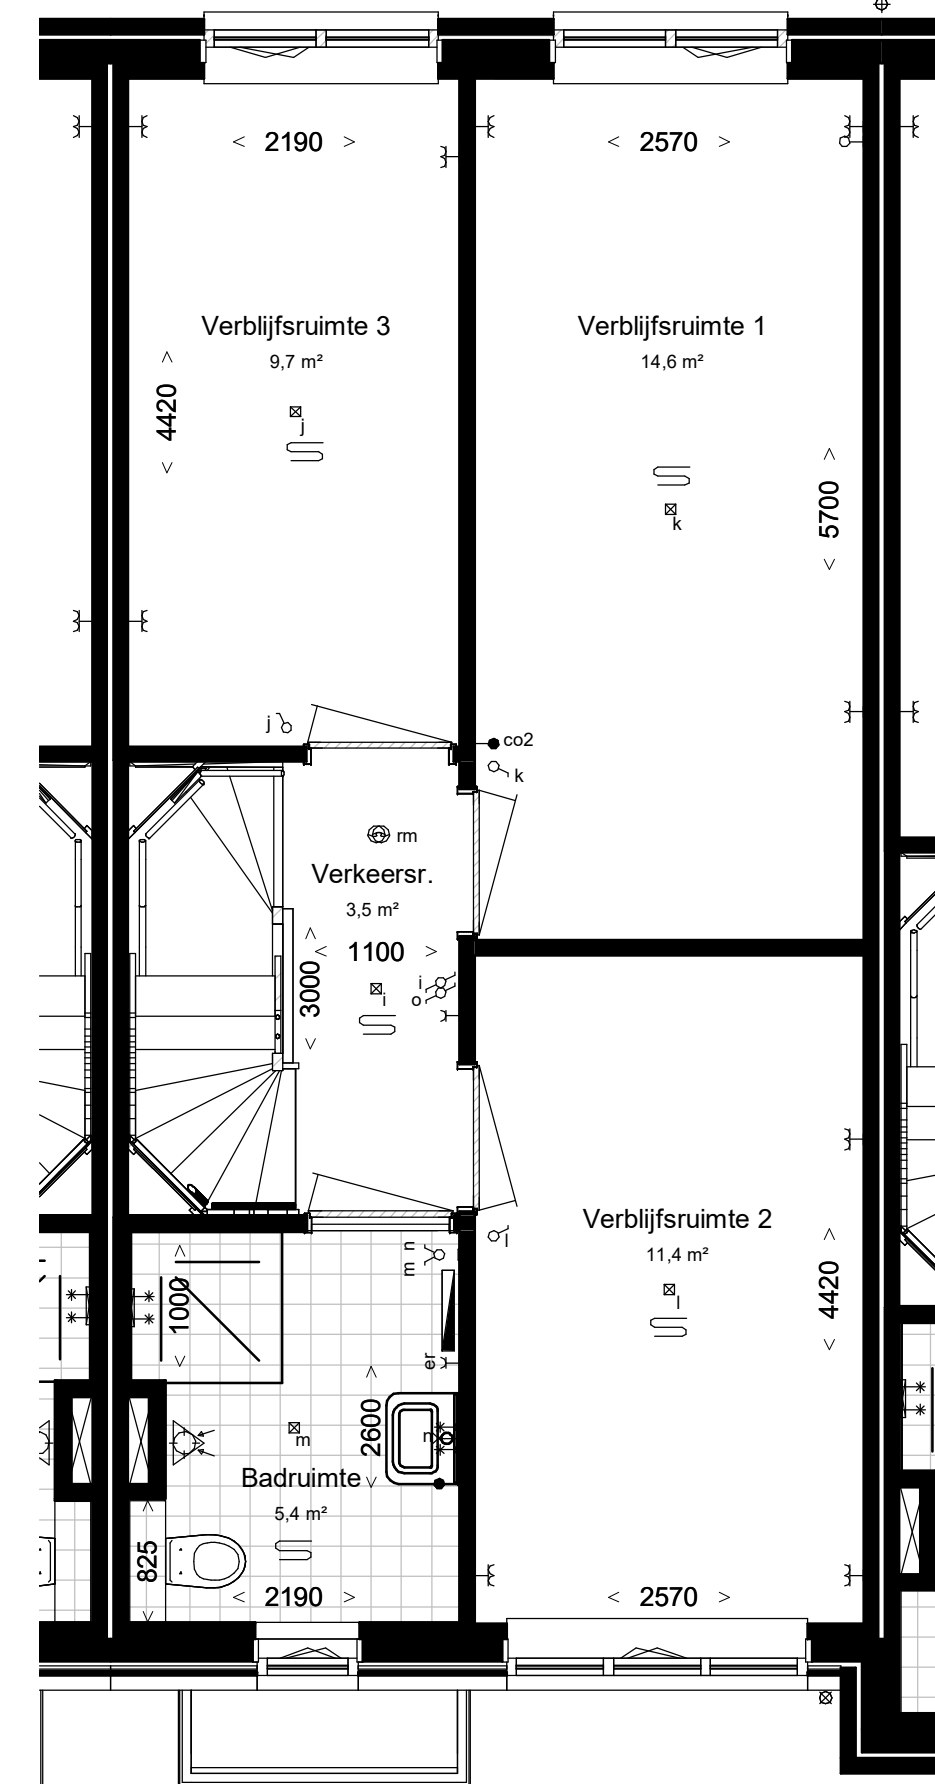 < 2190 >
< 2570 >
Verblijfsruimte 3
9,7 m²
Verblijfsruimte 1
14,6 m²
< 4420 >
j
< 5700 >
k
j
co2
k
rm
Verkeersr.
3,5 m²
< 1100 >
< 3000 >
i
i
o
Verblijfsruimte 2
11,4 m²
l
m n
< 1000 >
< 4420 >
l
er
< 2600 >
n
m
Badruimte
5,4 m²
< 825 >
< 2190 >
< 2570 >